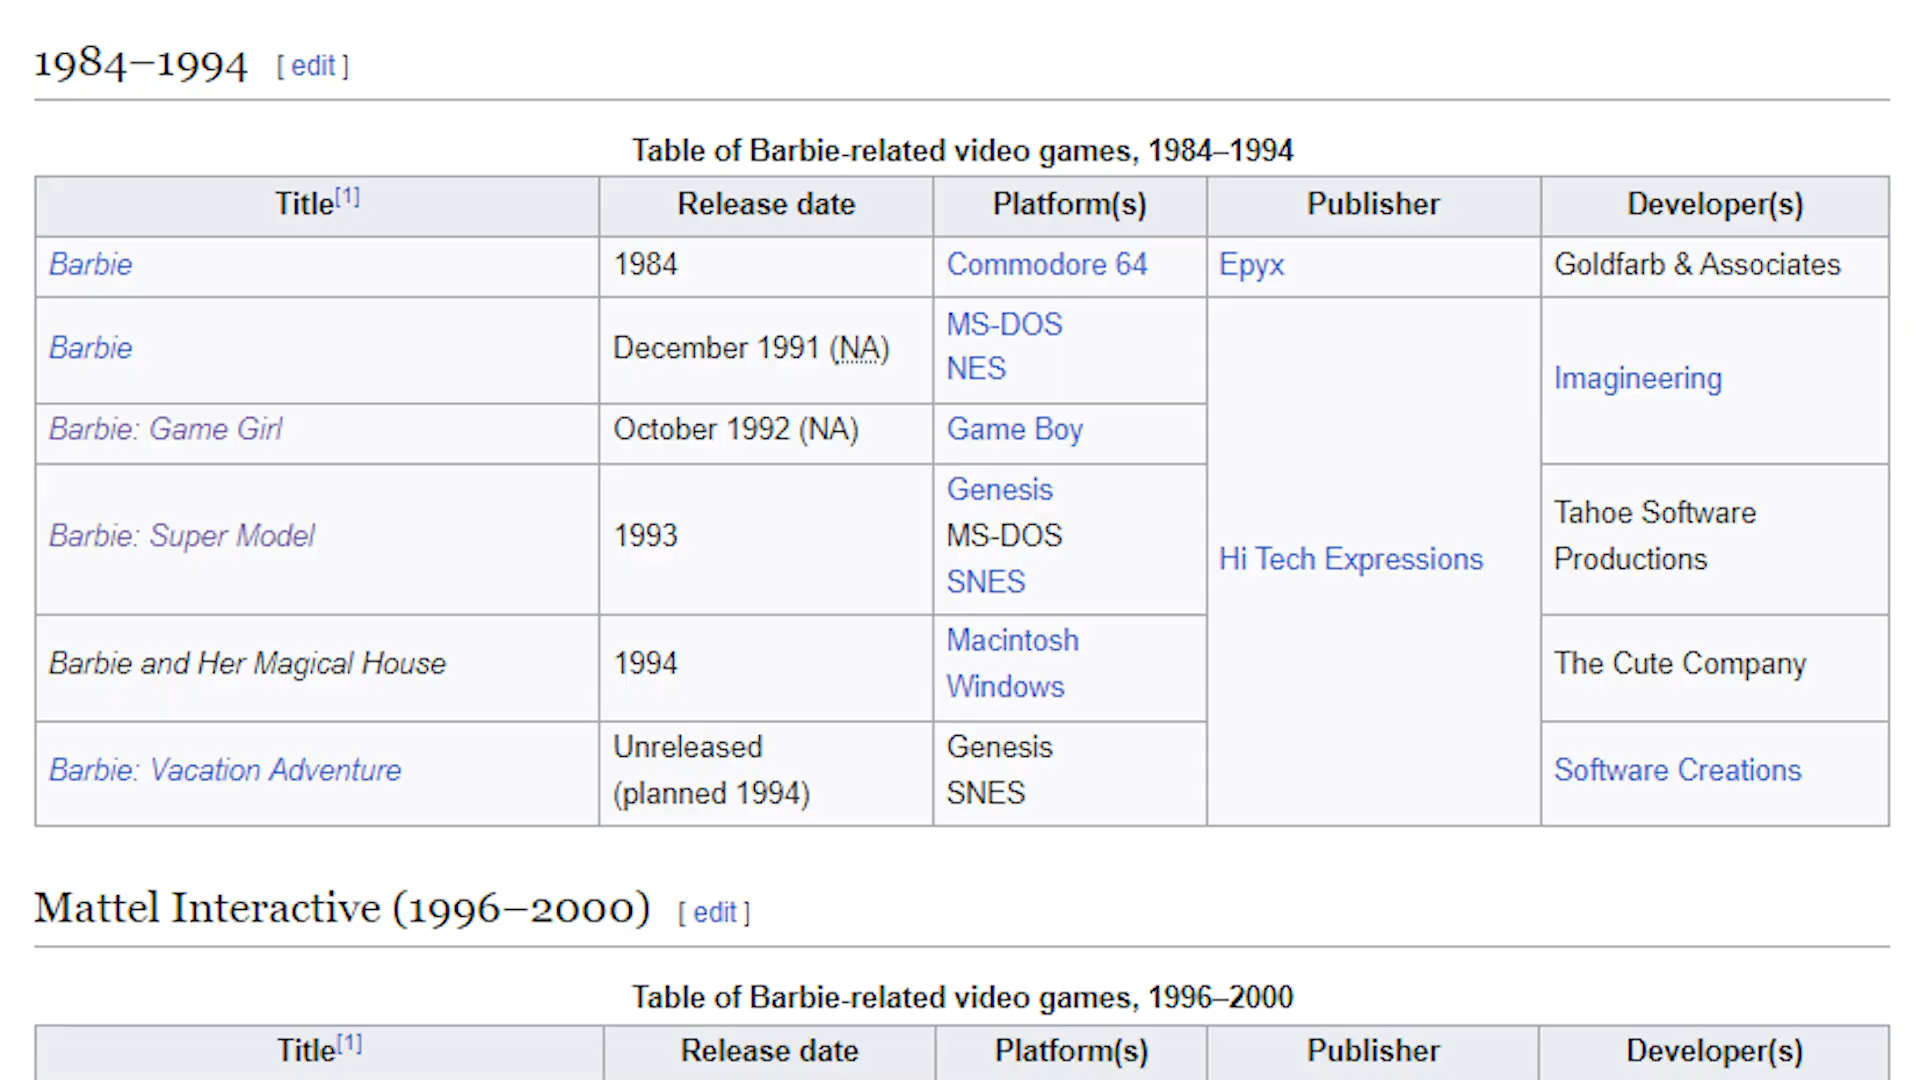 1984–1994 [ edit ]
Table of Barbie-related video games, 1984–1994
Title[1] Release date Platform(s) Publisher Developer(s)
Barbie 1984 Commodore 64 Epyx Goldfarb & Associates
Barbie December 1991 (NA) MS-DOS
NES
Hi Tech Expressions
Imagineering
Barbie: Game Girl October 1992 (NA) Game Boy
Barbie: Super Model 1993 Genesis
MS-DOS
SNES
Tahoe Software
Productions
Barbie and Her Magical House 1994 Macintosh
Windows
The Cute Company
Barbie: Vacation Adventure Unreleased
(planned 1994)
Genesis
SNES
Software Creations
Mattel Interactive (1996–2000) [ edit ]
Table of Barbie-related video games, 1996–2000
Title[1] Release date Platform(s) Publisher Developer(s)